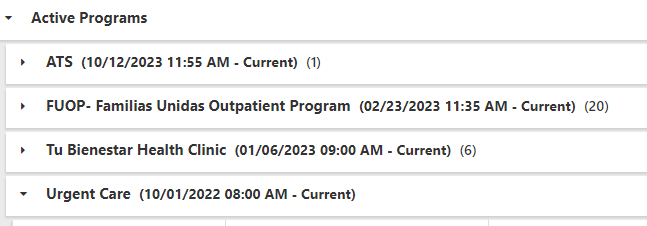 Active Programs
ATS (10/12/2023 11:55 AM - Current) (1)
FUOP- Familias Unidas Outpatient Program (02/23/2023 11:35 AM - Current) (20)
Tu Bienestar Health Clinic (01/06/2023 09:00 AM - Current) (6)
Urgent Care (10/01/2022 08:00 AM - Current)